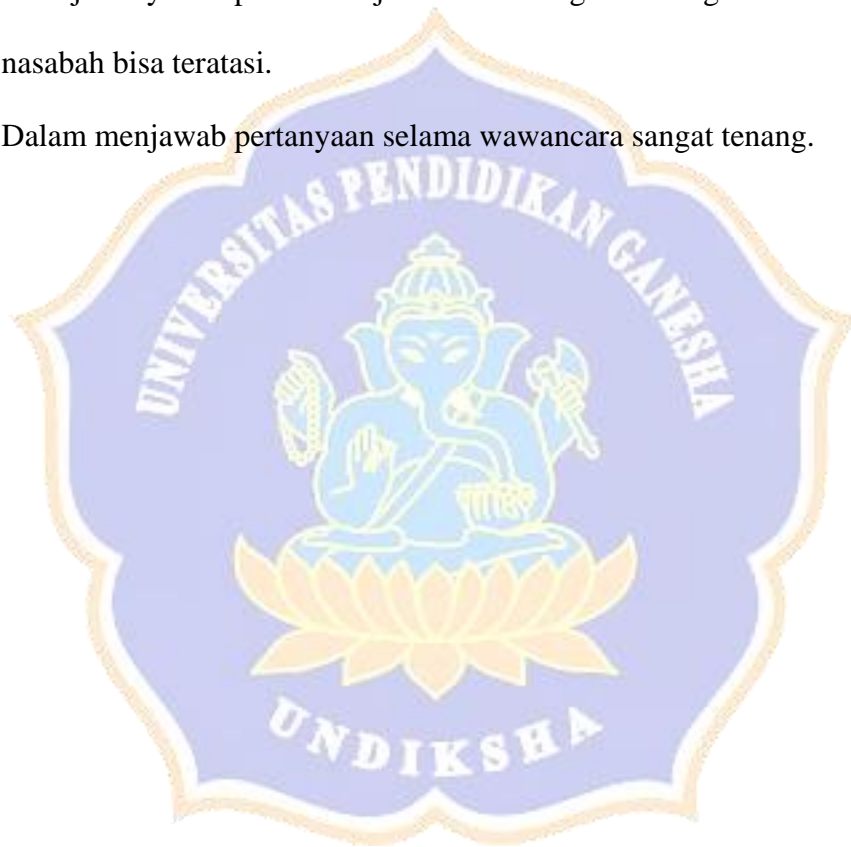 nasabah bisa teratasi.
Dalam menjawab pertanyaan selama wawancara sangat tenang.
UNIVERSITAS PENDIDIKAN GANESHA
UNDIKSHA